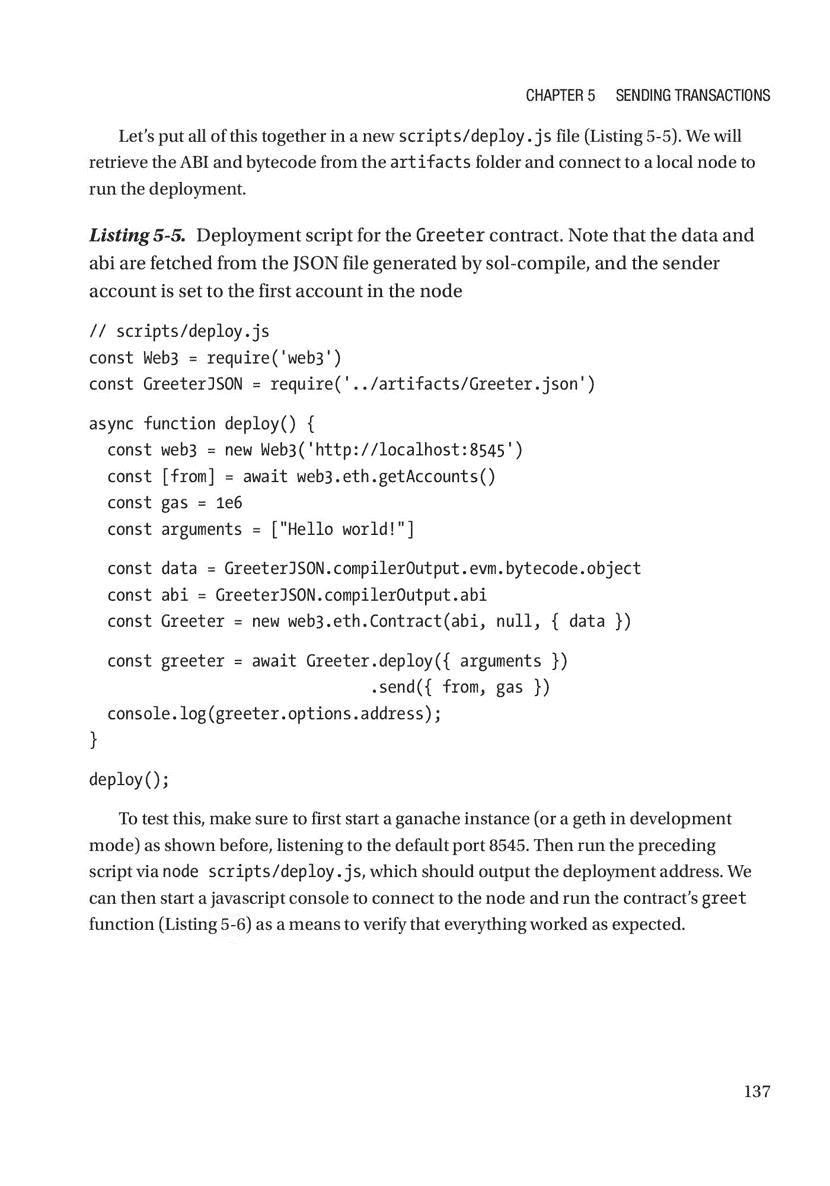 CHAPTER 5 SENDING TRANSACTIONS
Let’s put all of this together in a new scripts/deploy.js file (Listing 5-5). We will
retrieve the ABI and bytecode from the artifacts folder and connect to a local node to
run the deployment.
Listing 5-5. Deployment script for the Greeter contract. Note that the data and
abi are fetched from the JSON file generated by sol-compile, and the sender
account is set to the first account in the node
// scripts/deploy.js
const Web3 = require('web3')
const GreeterJSON = require('../artifacts/Greeter.json')
async function deploy() {
  const web3 = new Web3('http://localhost:8545')
  const [from] = await web3.eth.getAccounts()
  const gas = 1e6
  const arguments = ["Hello world!"]
  const data = GreeterJSON.compilerOutput.evm.bytecode.object
  const abi = GreeterJSON.compilerOutput.abi
  const Greeter = new web3.eth.Contract(abi, null, { data })
  const greeter = await Greeter.deploy({ arguments })
                               .send({ from, gas })
  console.log(greeter.options.address);
}
deploy();
To test this, make sure to first start a ganache instance (or a geth in development
mode) as shown before, listening to the default port 8545. Then run the preceding
script via node scripts/deploy.js, which should output the deployment address. We
can then start a javascript console to connect to the node and run the contract’s greet
function (Listing 5-6) as a means to verify that everything worked as expected.
137